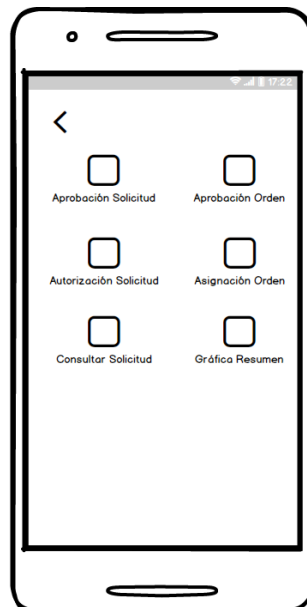 17:22
Aprobación Solicitud
Aprobación Orden
Autorización Solicitud
Asignación Orden
Consultar Solicitud
Gráfica Resumen